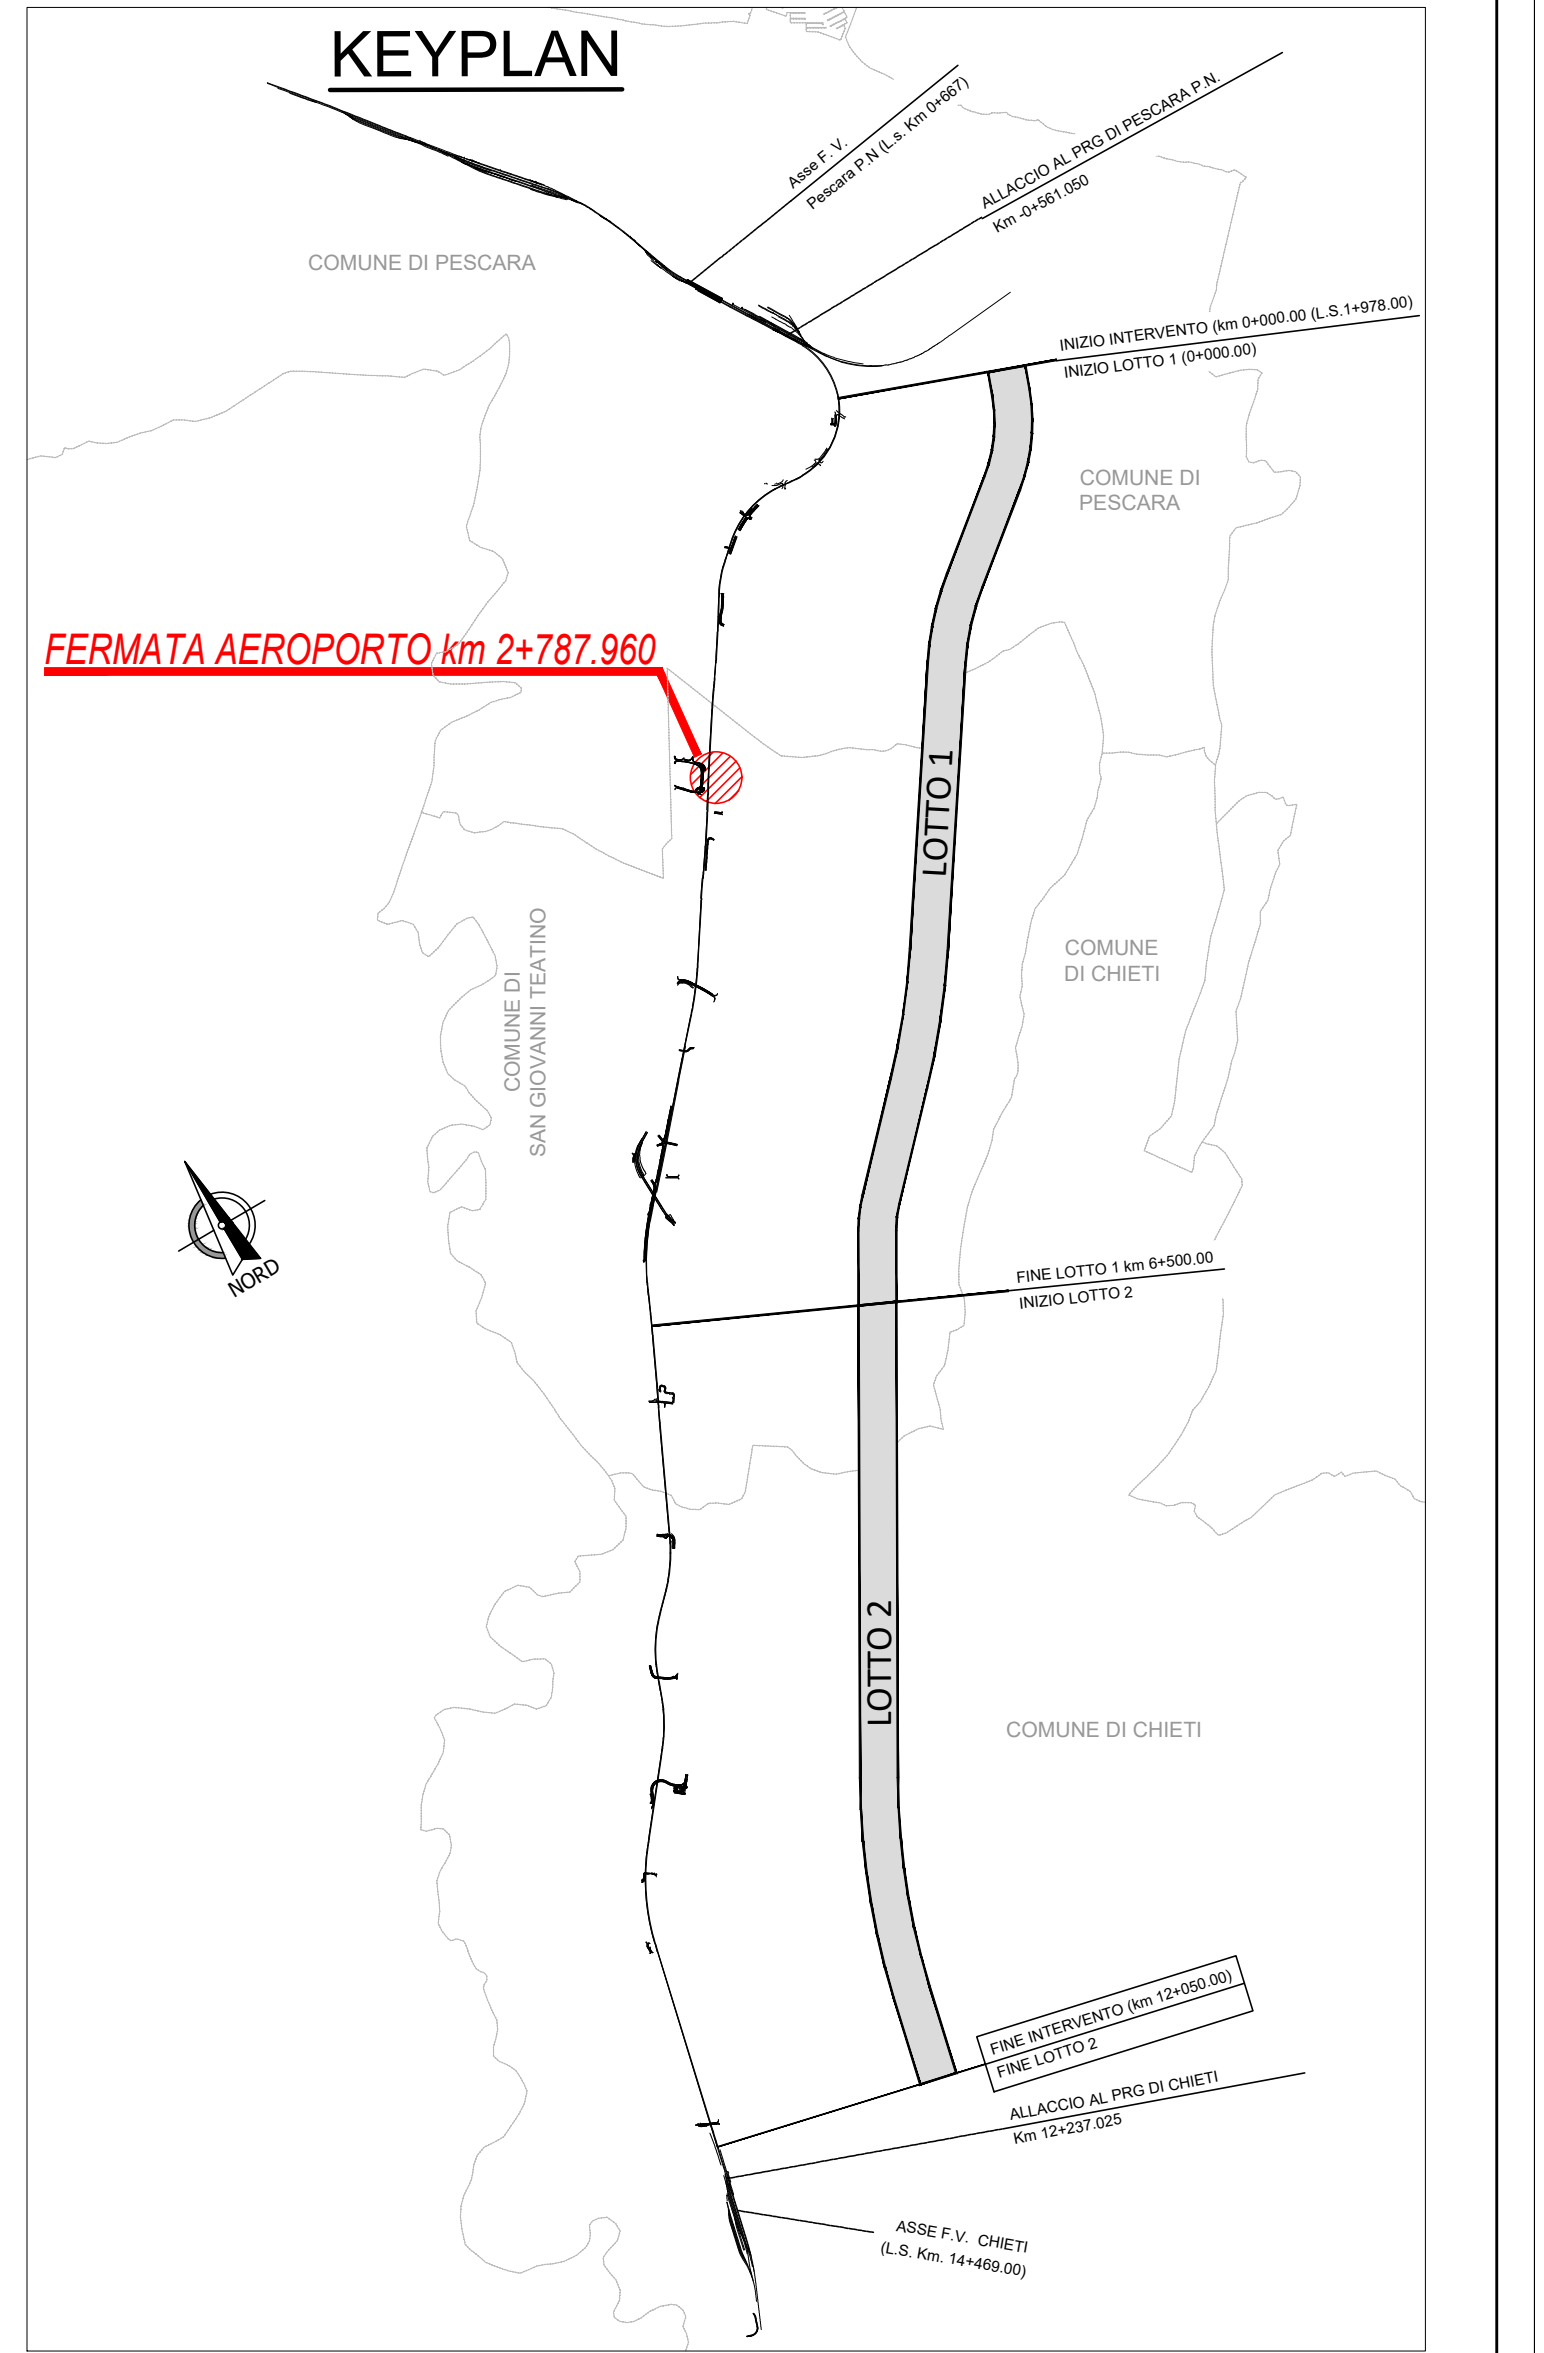 KEYPLAN
Asse F. V.
Pescara P.N (L.s. Km 0+667)
ALLACCIO AL PRG DI PESCARA P.N.
Km -0+561.050
COMUNE DI PESCARA
INIZIO INTERVENTO (km 0+000.00 (L.S.1+978.00)
INIZIO LOTTO 1 (0+000.00)
COMUNE DI
PESCARA
FERMATA AEROPORTO km 2+787.960
LOTTO 1
COMUNE
DI CHIETI
COMUNE DI
SAN GIOVANNI TEATINO
NORD
FINE LOTTO 1 km 6+500.00
INIZIO LOTTO 2
LOTTO 2
COMUNE DI CHIETI
FINE INTERVENTO (km 12+050.00)
FINE LOTTO 2
ALLACCIO AL PRG DI CHIETI
Km 12+237.025
ASSE F.V. CHIETI
(L.S. Km. 14+469.00)